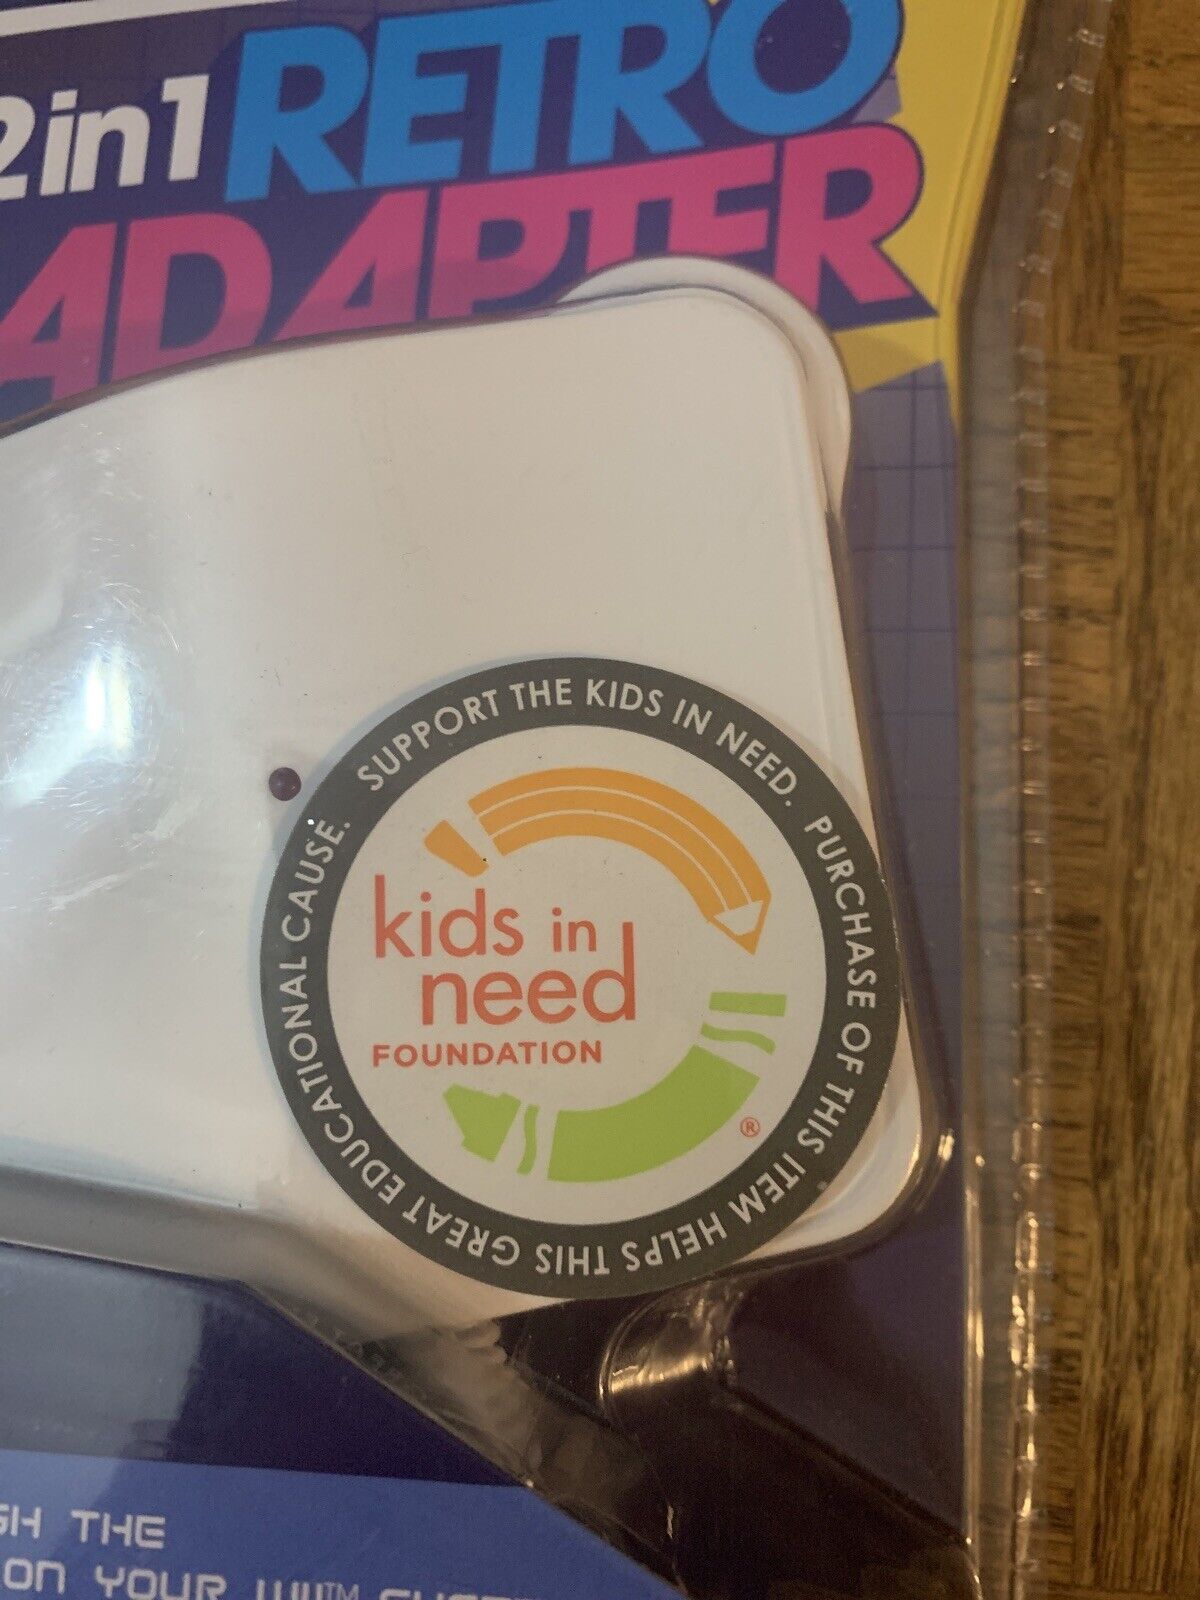 2in1 RETRO
ADAPTER
SUPPORT THE KIDS IN NEED. PURCHASE OF THIS ITEM HELPS THIS GREAT EDUCATIONAL CAUSE.
kids in
need
FOUNDATION
®
THE
ON YOUR Wii™